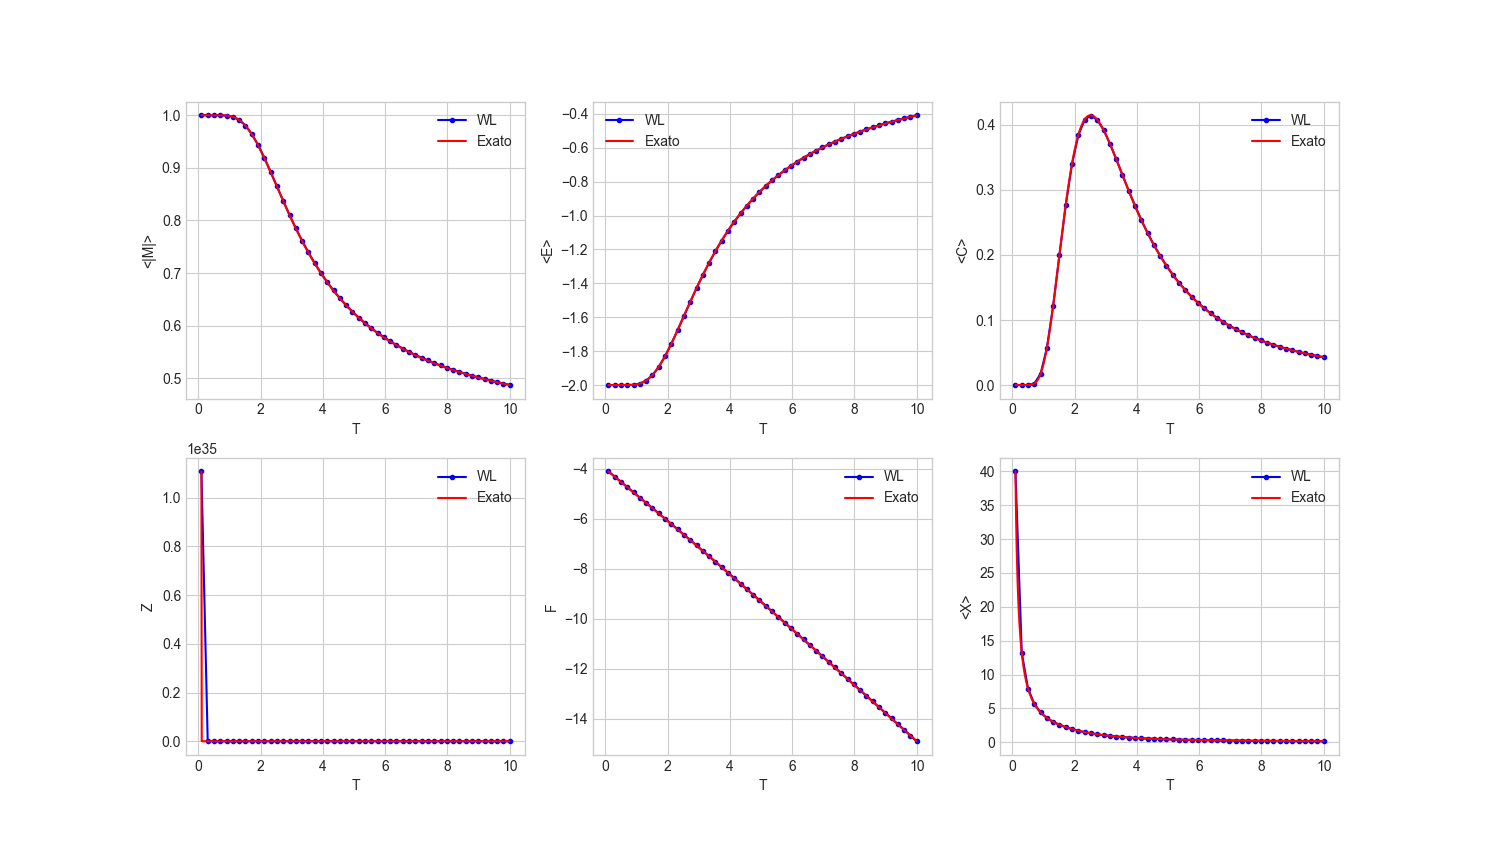 <|M|>
1.0
0.9
0.8
0.7
0.6
0.5
0 2 4 6 8 10
T
WL
Exato
<E>
−0.4
−0.6
−0.8
−1.0
−1.2
−1.4
−1.6
−1.8
−2.0
0 2 4 6 8 10
T
WL
Exato
<C>
0.4
0.3
0.2
0.1
0.0
0 2 4 6 8 10
T
WL
Exato
1e35
Z
1.0
0.8
0.6
0.4
0.2
0.0
0 2 4 6 8 10
T
WL
Exato
F
−4
−6
−8
−10
−12
−14
0 2 4 6 8 10
T
WL
Exato
<X>
40
35
30
25
20
15
10
5
0
0 2 4 6 8 10
T
WL
Exato